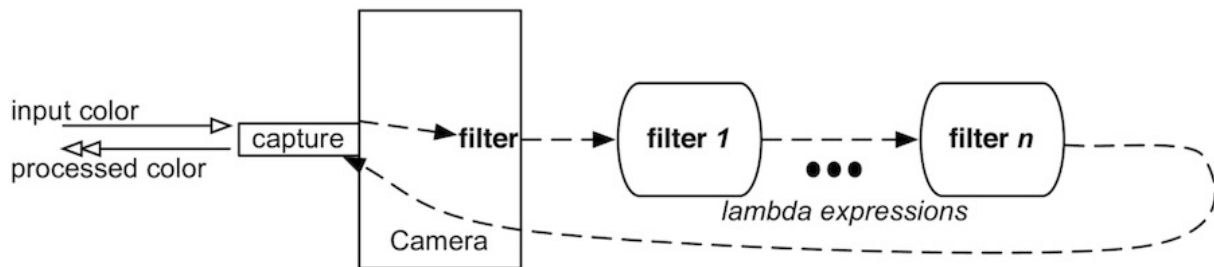 input color
processed color
capture
filter
Camera
filter 1
filter n
lambda expressions